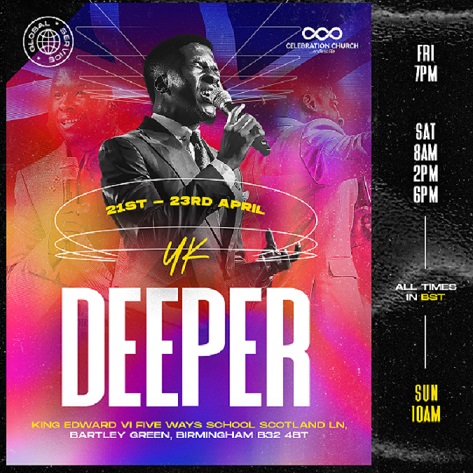 GLOBAL SERVICE
CELEBRATION CHURCH
21ST – 23RD APRIL
UK
DEEPER
KING EDWARD VI FIVE WAYS SCHOOL SCOTLAND LN,
BARTLEY GREEN, BIRMINGHAM B32 4BT
FRI
7PM
SAT
8AM
2PM
6PM
ALL TIMES
IN BST
SUN
10AM